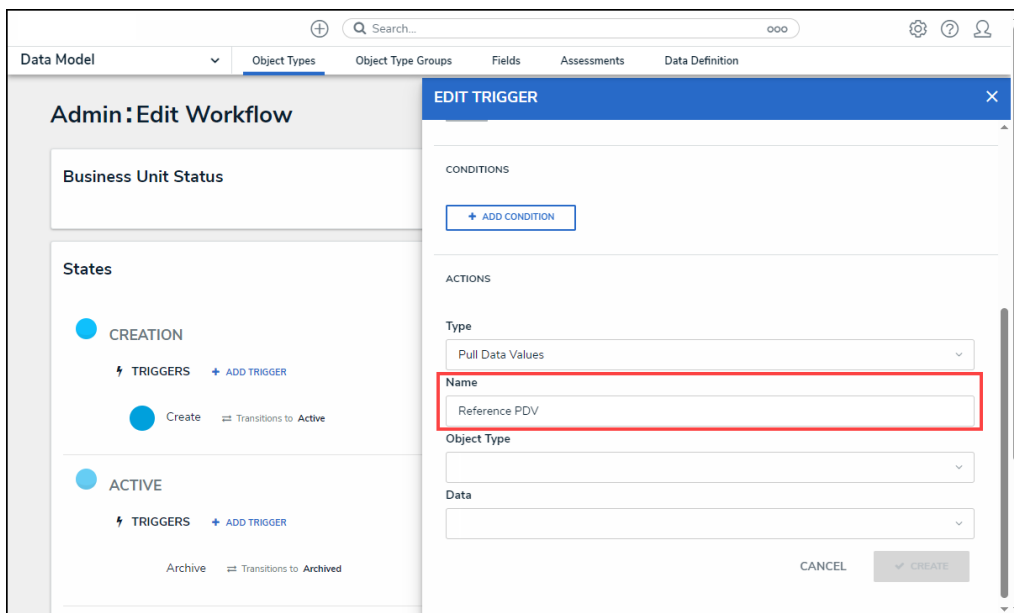 Search...
Data Model
Object Types
Object Type Groups
Fields
Assessments
Data Definition
Admin:Edit Workflow
Business Unit Status
States
CREATION
TRIGGERS + ADD TRIGGER
Create Transitions to Active
ACTIVE
TRIGGERS + ADD TRIGGER
Archive Transitions to Archived
EDIT TRIGGER
CONDITIONS
+ ADD CONDITION
ACTIONS
Type
Pull Data Values
Name
Reference PDV
Object Type
Data
CANCEL
CREATE